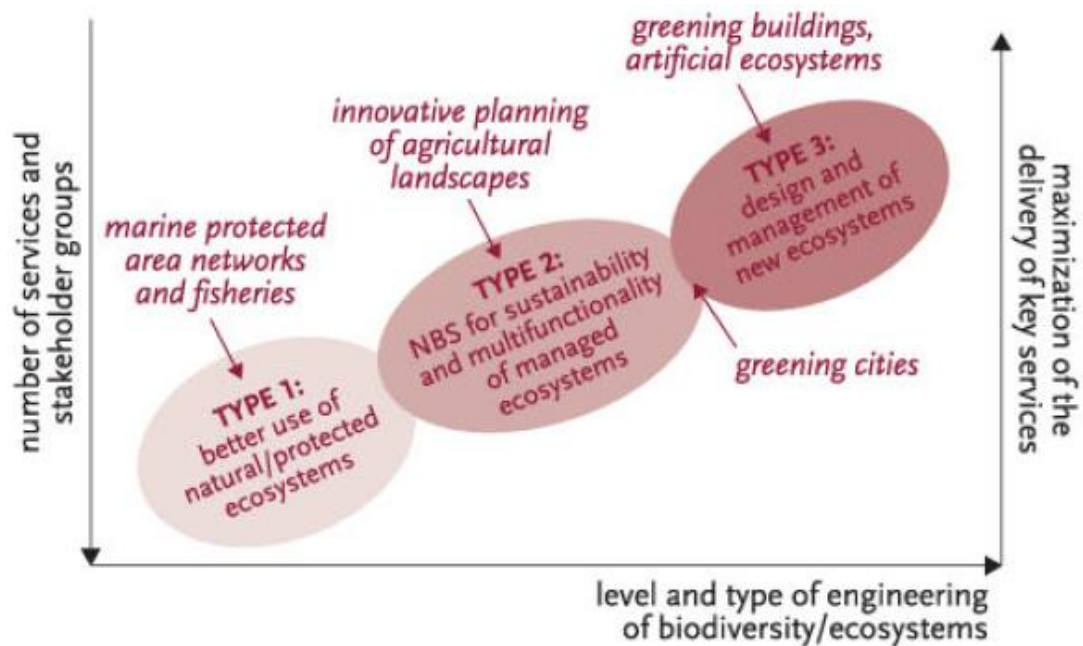 greening buildings,
artificial ecosystems
innovative planning
of agricultural
landscapes
marine protected
area networks
and fisheries
number of services and
stakeholder groups
TYPE 1:
better use of
natural/protected
ecosystems
TYPE 2:
NBS for sustainability
and multifunctionality
of managed
ecosystems
TYPE 3:
design and
management of
new ecosystems
greening cities
maximization of the
delivery of key services
level and type of engineering
of biodiversity/ecosystems